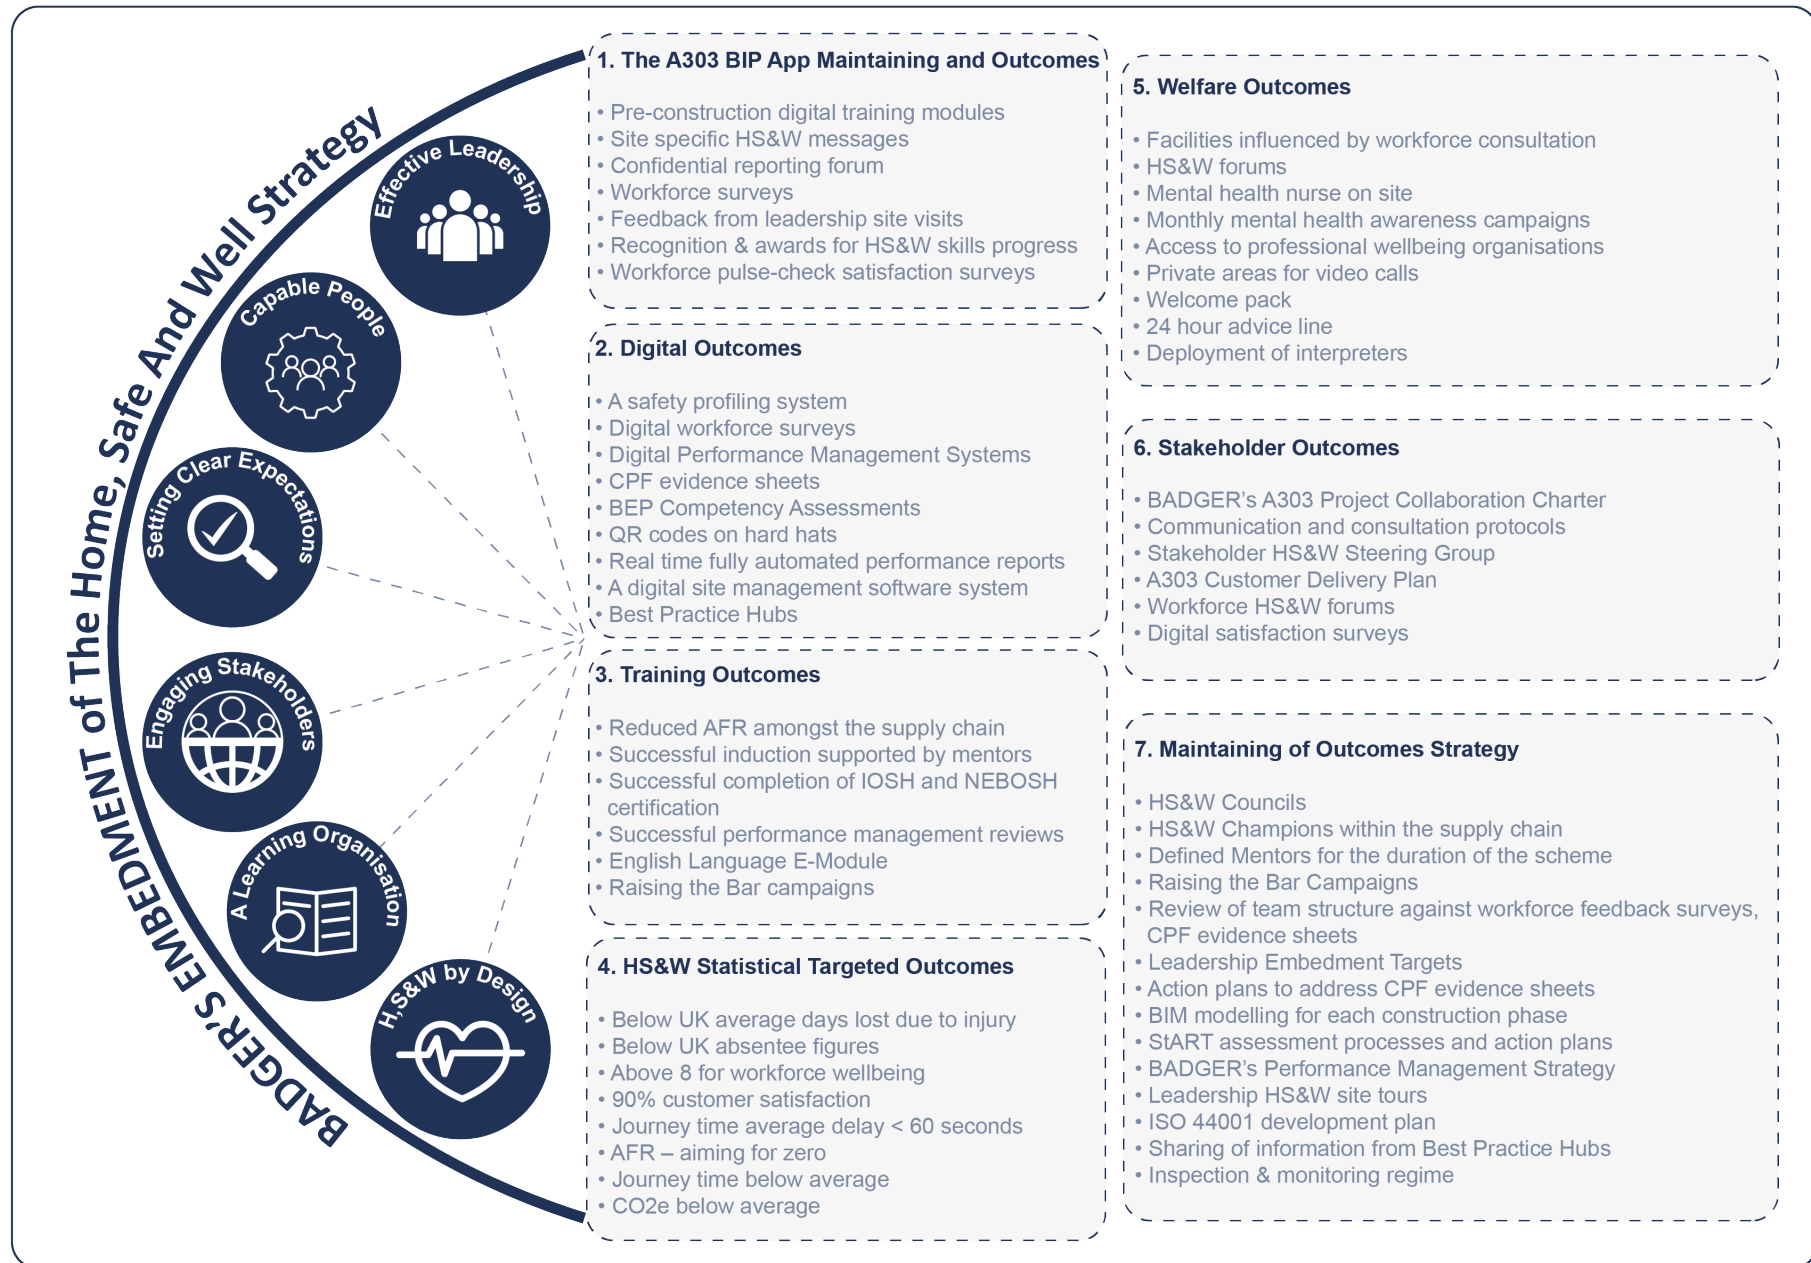 BADGER'S EMBEDMENT of The Home, Safe And Well Strategy
Effective Leadership
Capable People
Setting Clear Expectations
Engaging Stakeholders
A Learning Organisation
H,S&W by Design
1. The A303 BIP App Maintaining and Outcomes
• Pre-construction digital training modules
• Site specific HS&W messages
• Confidential reporting forum
• Workforce surveys
• Feedback from leadership site visits
• Recognition & awards for HS&W skills progress
• Workforce pulse-check satisfaction surveys
2. Digital Outcomes
• A safety profiling system
• Digital workforce surveys
• Digital Performance Management Systems
• CPF evidence sheets
• BEP Competency Assessments
• QR codes on hard hats
• Real time fully automated performance reports
• A digital site management software system
• Best Practice Hubs
3. Training Outcomes
• Reduced AFR amongst the supply chain
• Successful induction supported by mentors
• Successful completion of IOSH and NEBOSH
certification
• Successful performance management reviews
• English Language E-Module
• Raising the Bar campaigns
4. HS&W Statistical Targeted Outcomes
• Below UK average days lost due to injury
• Below UK absentee figures
• Above 8 for workforce wellbeing
• 90% customer satisfaction
• Journey time average delay < 60 seconds
• AFR – aiming for zero
• Journey time below average
• CO2e below average
5. Welfare Outcomes
• Facilities influenced by workforce consultation
• HS&W forums
• Mental health nurse on site
• Monthly mental health awareness campaigns
• Access to professional wellbeing organisations
• Private areas for video calls
• Welcome pack
• 24 hour advice line
• Deployment of interpreters
6. Stakeholder Outcomes
• BADGER’s A303 Project Collaboration Charter
• Communication and consultation protocols
• Stakeholder HS&W Steering Group
• A303 Customer Delivery Plan
• Workforce HS&W forums
• Digital satisfaction surveys
7. Maintaining of Outcomes Strategy
• HS&W Councils
• HS&W Champions within the supply chain
• Defined Mentors for the duration of the scheme
• Raising the Bar Campaigns
• Review of team structure against workforce feedback surveys,
CPF evidence sheets
• Leadership Embedment Targets
• Action plans to address CPF evidence sheets
• BIM modelling for each construction phase
• StART assessment processes and action plans
• BADGER’s Performance Management Strategy
• Leadership HS&W site tours
• ISO 44001 development plan
• Sharing of information from Best Practice Hubs
• Inspection & monitoring regime